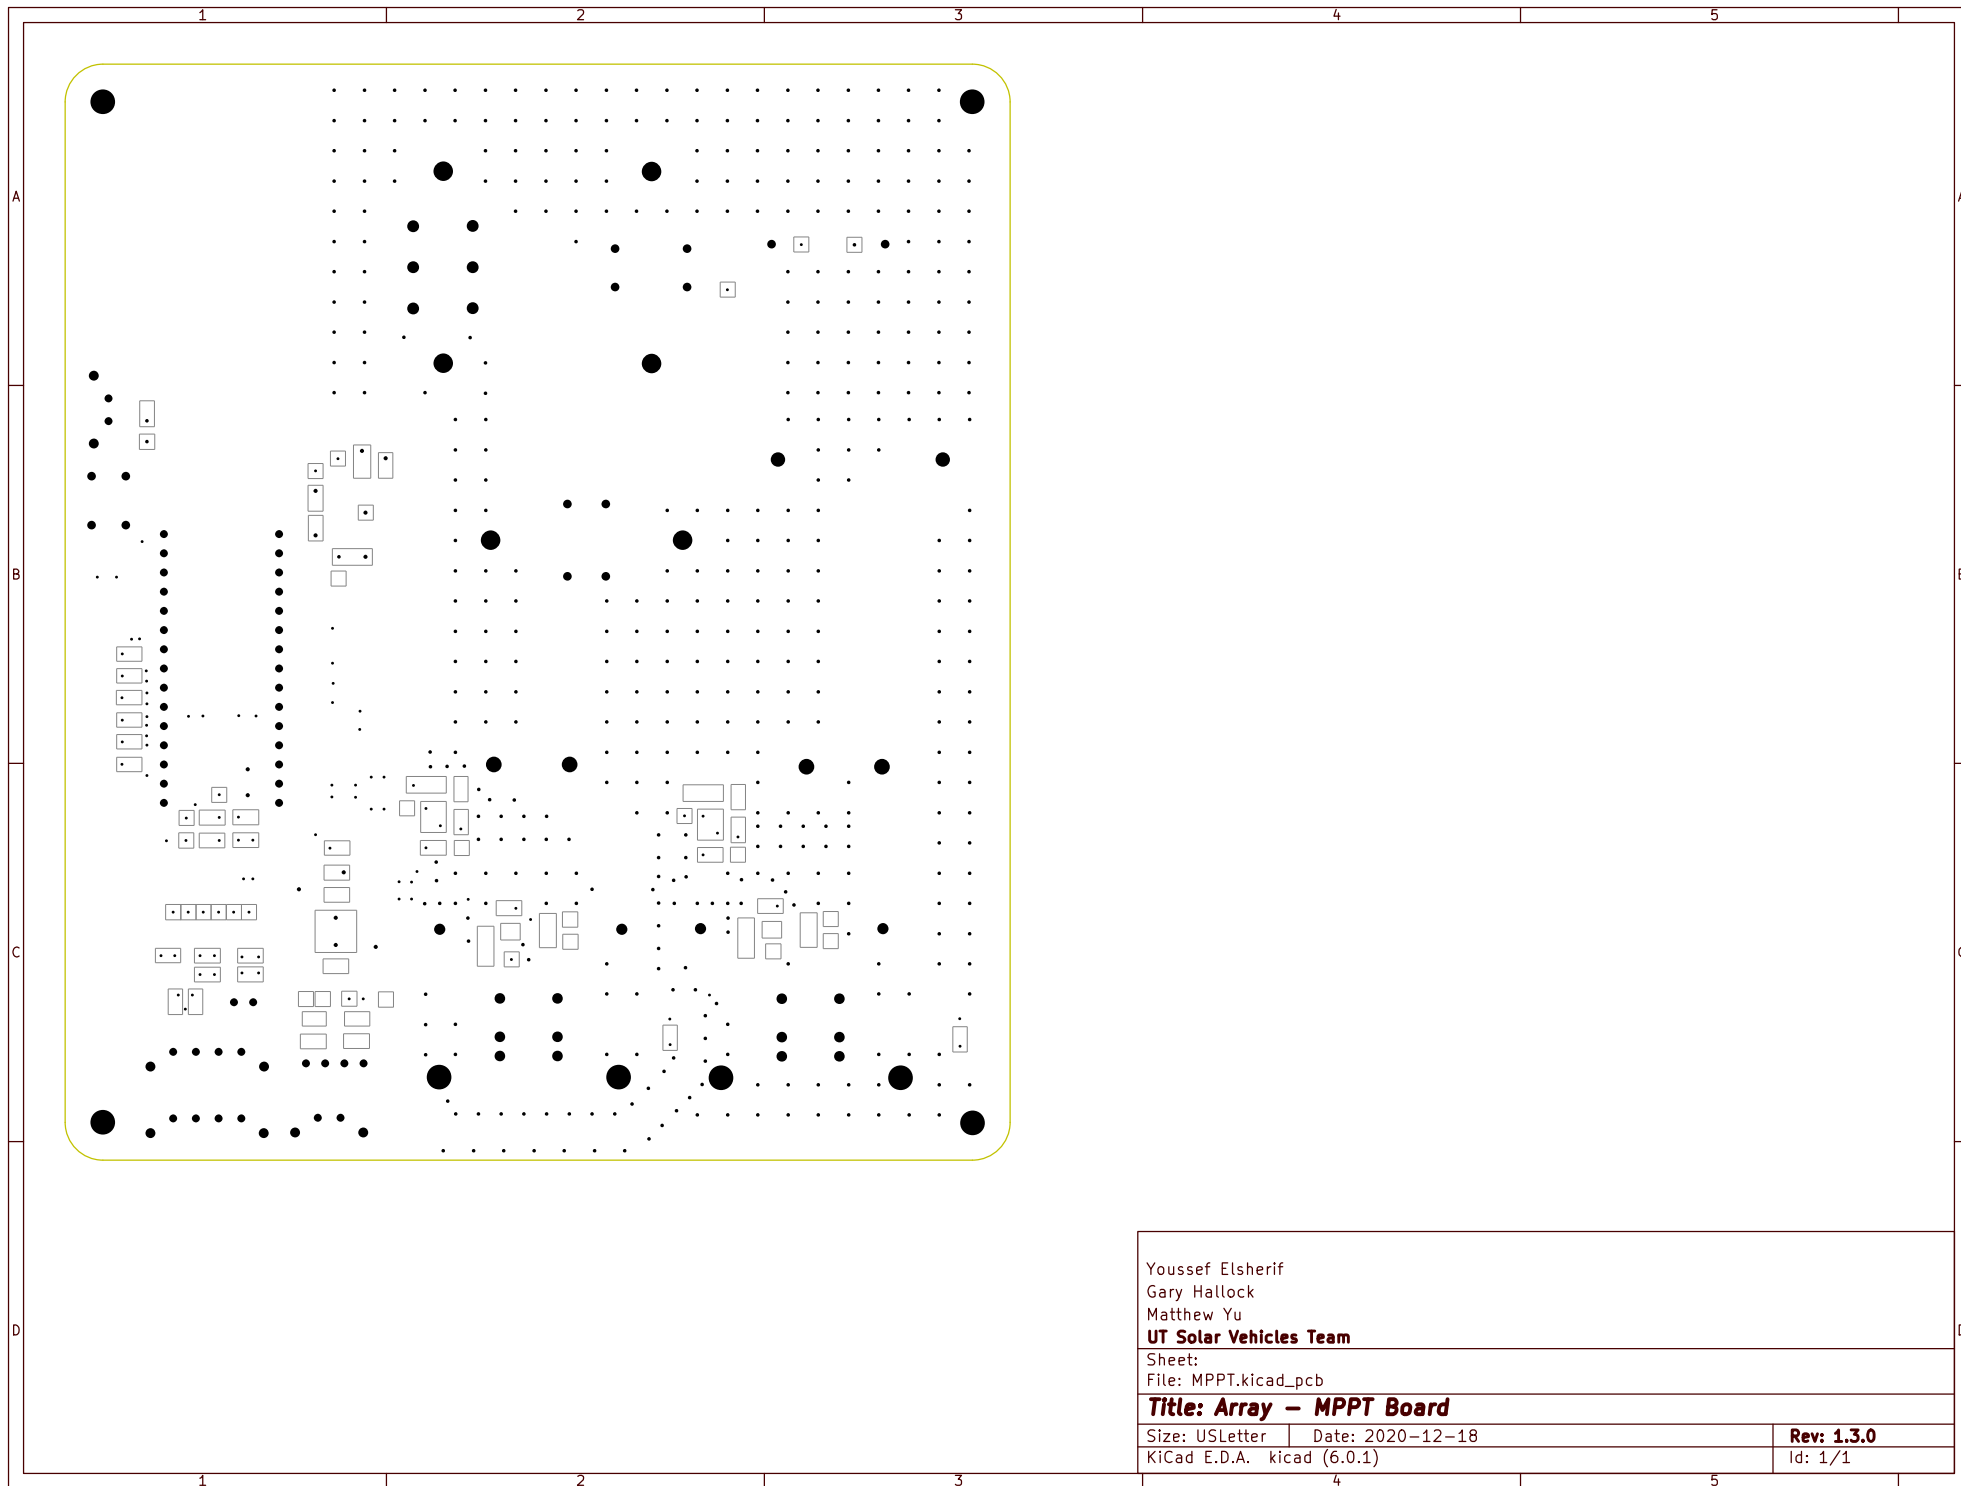 1 2 3 4 5
A A
B B
C C
D D
Youssef Elsherif
Gary Hallock
Matthew Yu
UT Solar Vehicles Team
Sheet:
File: MPPT.kicad_pcb
Title: Array – MPPT Board
Size: USLetter Date: 2020–12–18 Rev: 1.3.0
KiCad E.D.A. kicad (6.0.1) Id: 1/1
1 2 3 4 5